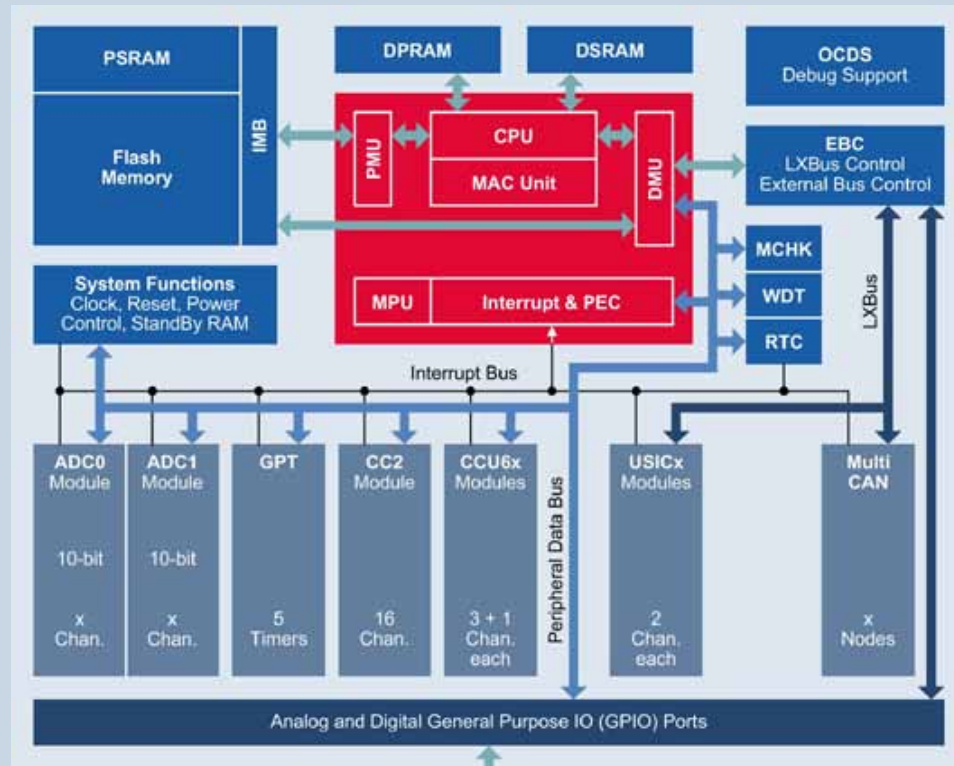 PSRAM
Flash
Memory
IMB
DPRAM
DSRAM
OCDS
Debug Support
PMU
CPU
MAC Unit
DMU
EBC
LXBus Control
External Bus Control
MPU
Interrupt & PEC
MCHK
WDT
RTC
LXBus
System Functions
Clock, Reset, Power
Control, StandBy RAM
Interrupt Bus
ADC0
Module
10-bit
x
Chan.
ADC1
Module
10-bit
x
Chan.
GPT
5
Timers
CC2
Module
16
Chan.
CCU6x
Modules
3 + 1
Chan.
each
Peripheral Data Bus
USICx
Modules
2
Chan.
each
Multi
CAN
x
Nodes
Analog and Digital General Purpose IO (GPIO) Ports